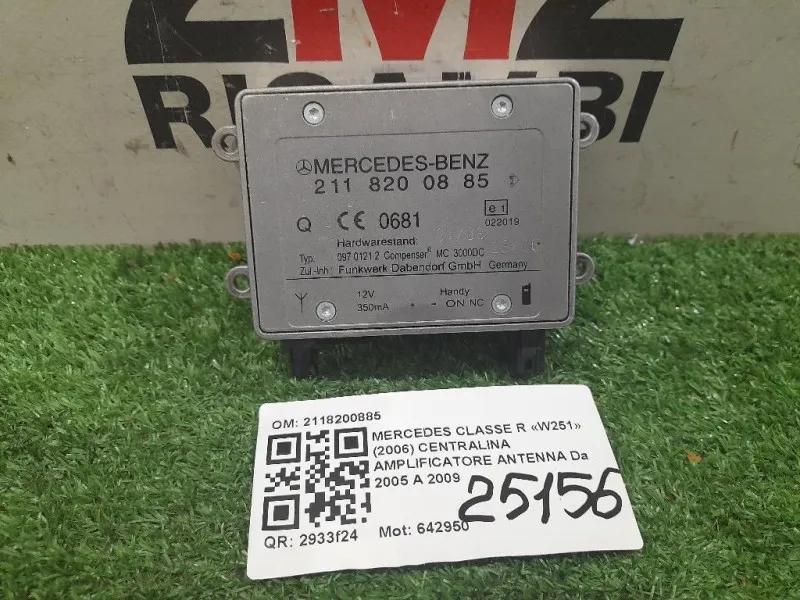 2M2
RICAMBI
MERCEDES-BENZ
211 820 08 85
Q CE 0681 e1
022019
Hardwarestand:
Typ: 097 0121 2 Compenser MC 3000DC
Zul.-Inh: Funkwerk Dabendorf GmbH Germany
12V Handy
350mA + - ON NC
OM: 2118200885
MERCEDES CLASSE R «W251»
(2006) CENTRALINA
AMPLIFICATORE ANTENNA Da
2005 A 2009
25156
QR: 2933f24 Mot: 642950